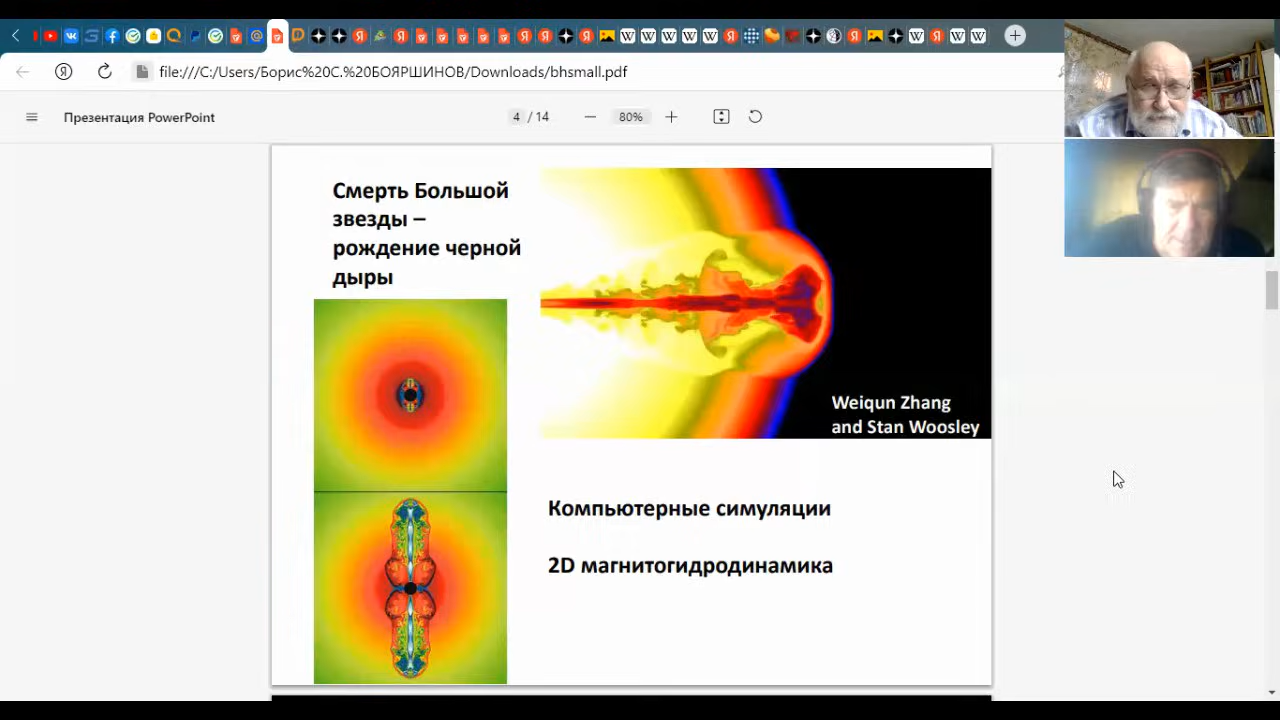 file:///C:/Users/Борис%20С.%20БОЯРШИНОВ/Downloads/bhsmall.pdf
Презентация PowerPoint
4 / 14
80%
Смерть Большой
звезды –
рождение черной
дыры
Weiqun Zhang
and Stan Woosley
Компьютерные симуляции
2D магнитогидродинамика